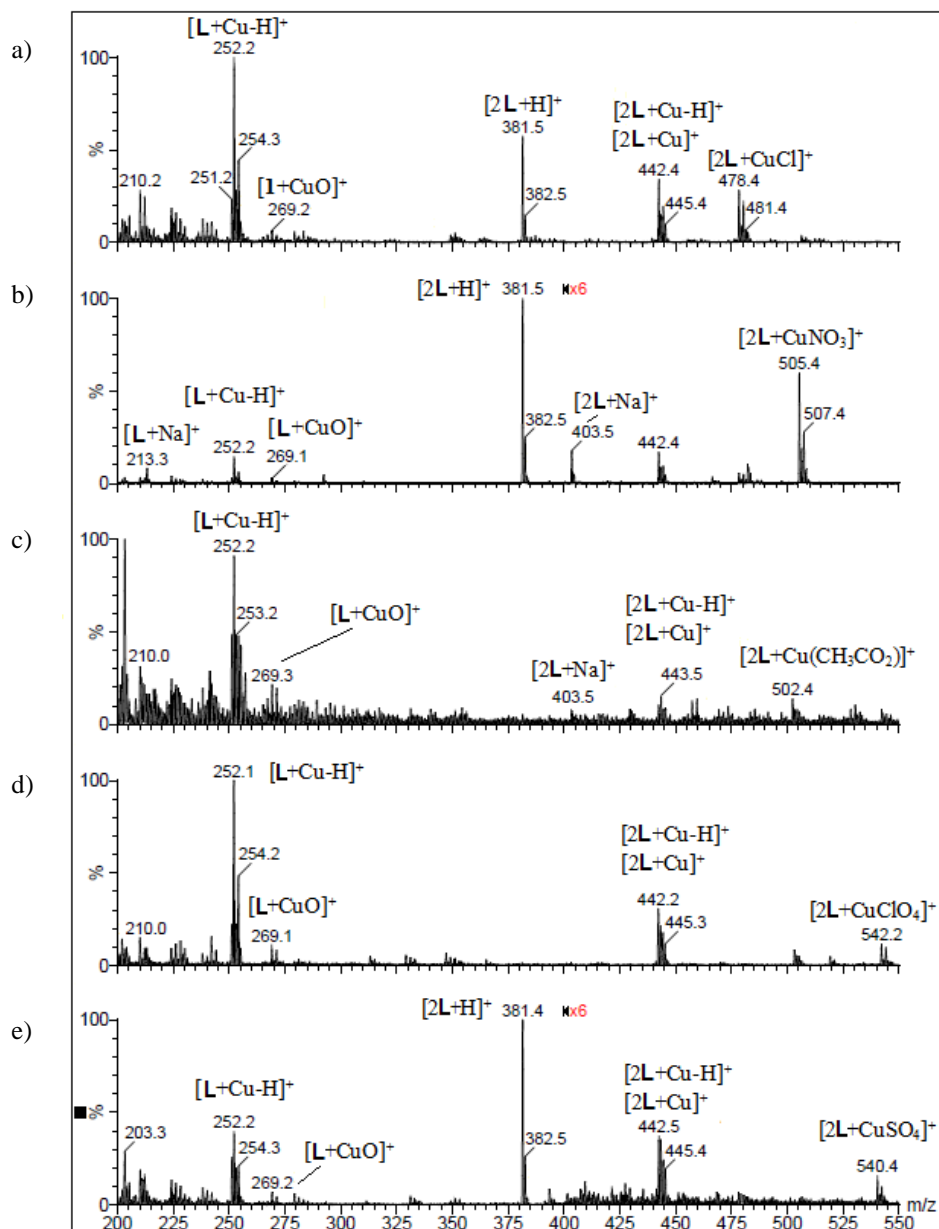 a)
[L+Cu-H]+
252.2
100
%
0
210.2
251.2
254.3
[1+CuO]+
269.2
[2L+H]+
381.5
382.5
[2L+Cu-H]+
[2L+Cu]+
442.4
445.4
[2L+CuCl]+
478.4
481.4
b)
[2L+H]+ 381.5 x6
100
%
0
[L+Na]+
213.3
[L+Cu-H]+
252.2
[L+CuO]+
269.1
382.5
[2L+Na]+
403.5
442.4
[2L+CuNO3]+
505.4
507.4
c)
[L+Cu-H]+
252.2
100
%
0
210.0
253.2
[L+CuO]+
269.3
[2L+Na]+
403.5
[2L+Cu-H]+
[2L+Cu]+
443.5
[2L+Cu(CH3CO2)]+
502.4
d)
252.1 [L+Cu-H]+
100
%
0
210.0
254.2
[L+CuO]+
269.1
[2L+Cu-H]+
[2L+Cu]+
442.2
445.3
[2L+CuClO4]+
542.2
e)
[2L+H]+ 381.4 x6
100
%
0
203.3
[L+Cu-H]+
252.2
254.3
[L+CuO]+
269.2
382.5
[2L+Cu-H]+
[2L+Cu]+
442.5
445.4
[2L+CuSO4]+
540.4
200 225 250 275 300 325 350 375 400 425 450 475 500 525 550 m/z